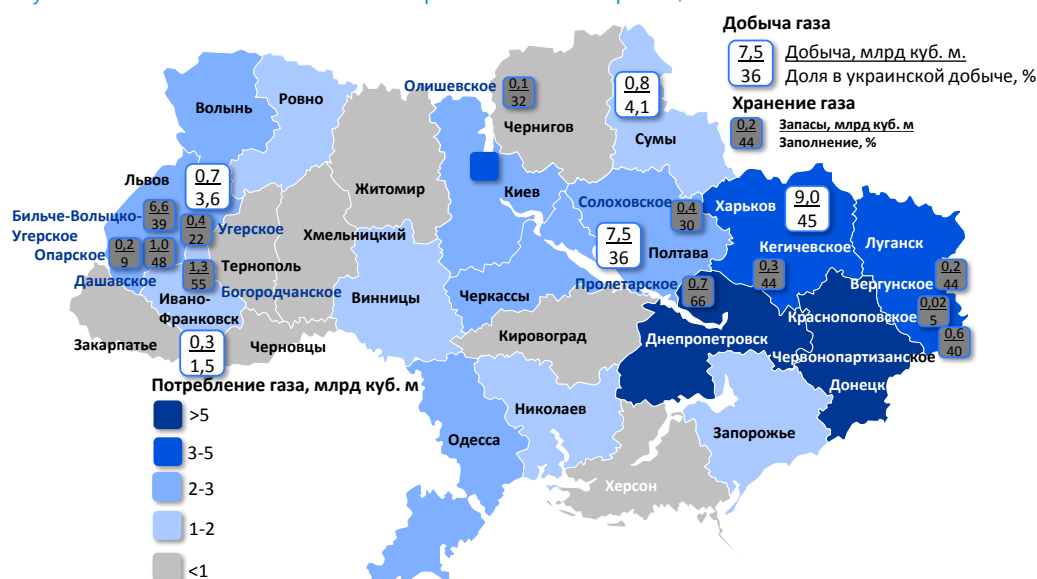 Добыча газа
7,5
36
Добыча, млрд куб. м.
Доля в украинской добыче, %
Хранение газа
0,2
44
Запасы, млрд куб. м
Заполнение, %
Олишевское
0,1
32
Чернигов
0,8
4,1
Сумы
Волынь
Ровно
Житомир
Киев
Львов
0,7
3,6
Бильче-Волыцко-
Угерское
6,6
39
0,4
22
Угерское
Хмельницкий
Опарское
0,2
9
1,0
48
Дашавское
1,3
55
Тернополь
Богородчанское
Ивано-
Франковск
0,3
1,5
Закарпатье
Черновцы
Винницы
Черкассы
Солоховское
0,4
30
7,5
36
Полтава
Пролетарское
0,7
66
Харьков
9,0
45
Кегичевское
0,3
44
Луганск
Вергунское
0,2
44
Краснопоповское
0,02
5
Червонопартизанское
0,6
40
Кировоград
Днепропетровск
Донецк
Николаев
Запорожье
Одесса
Херсон
Потребление газа, млрд куб. м
>5
3-5
2-3
1-2
<1